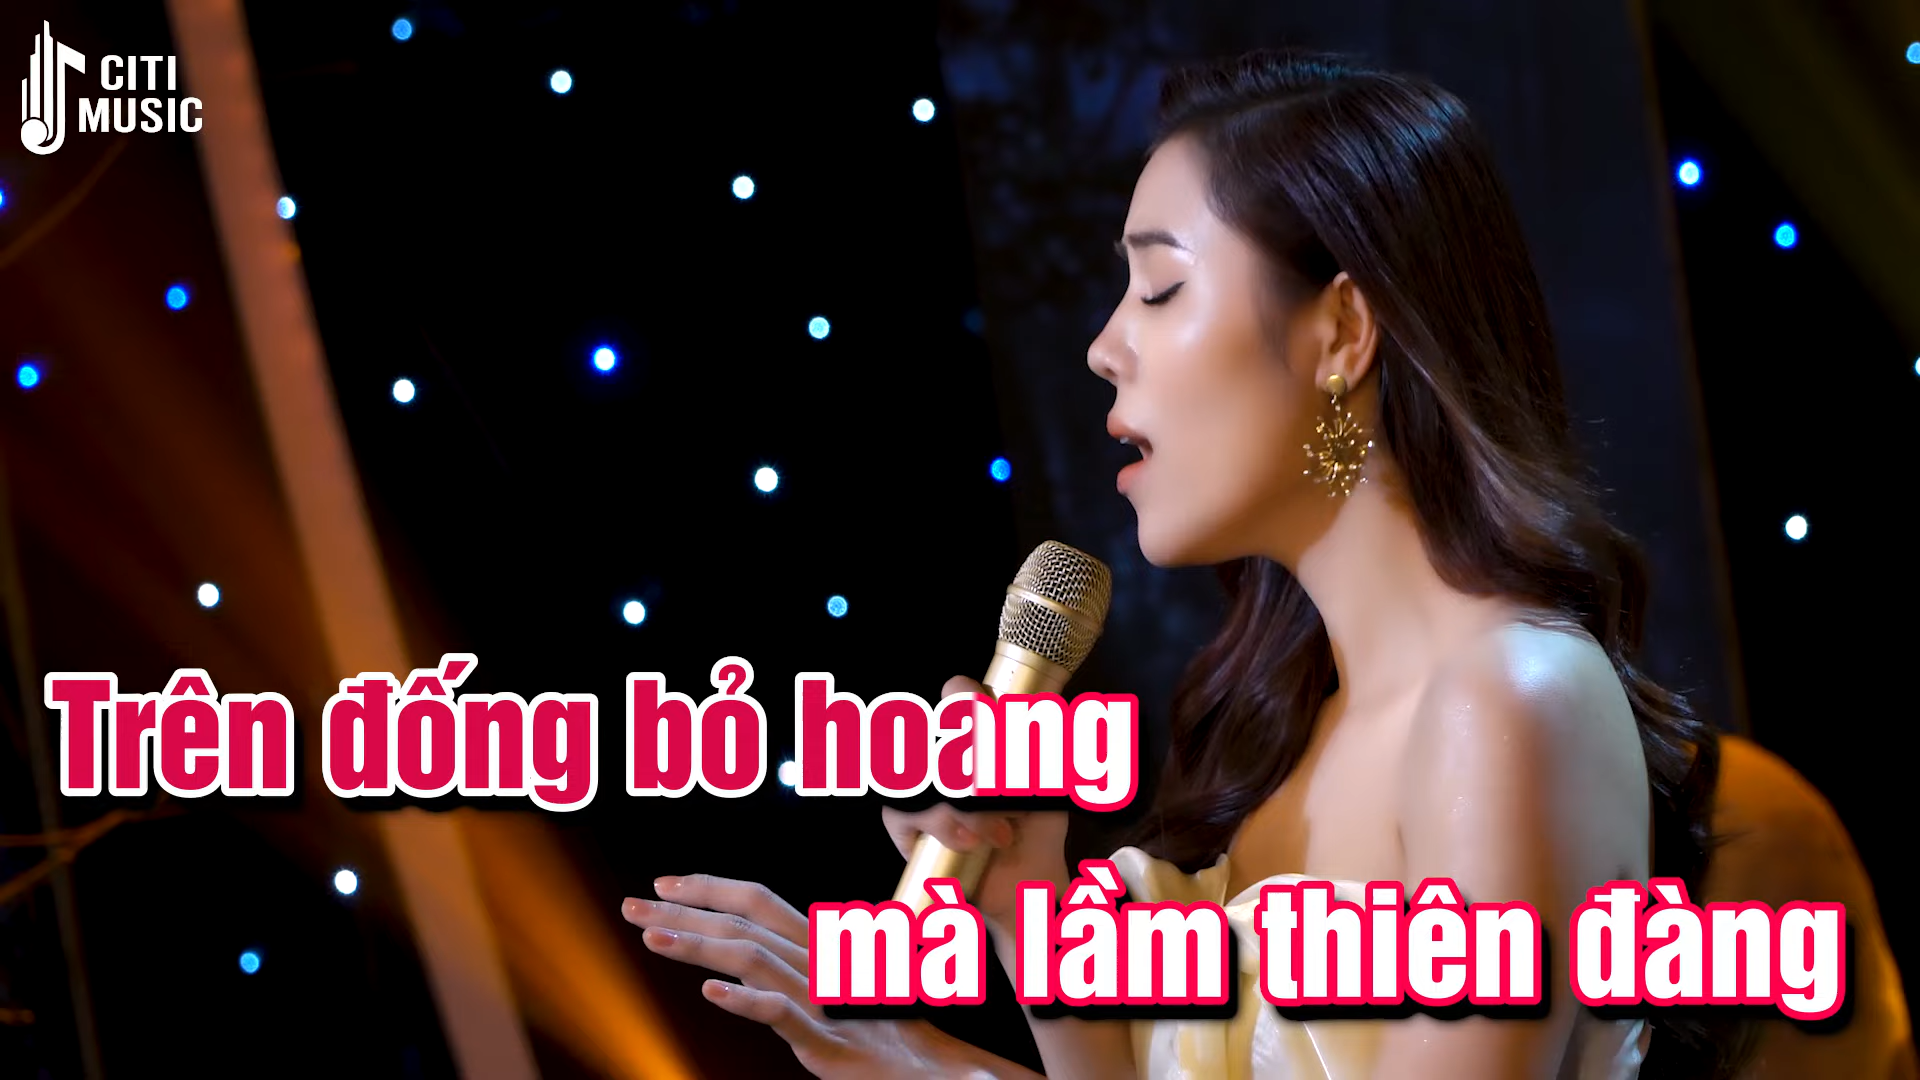 CITI
MUSIC
Trên đống bỏ hoang
mà lầm thiên đàng